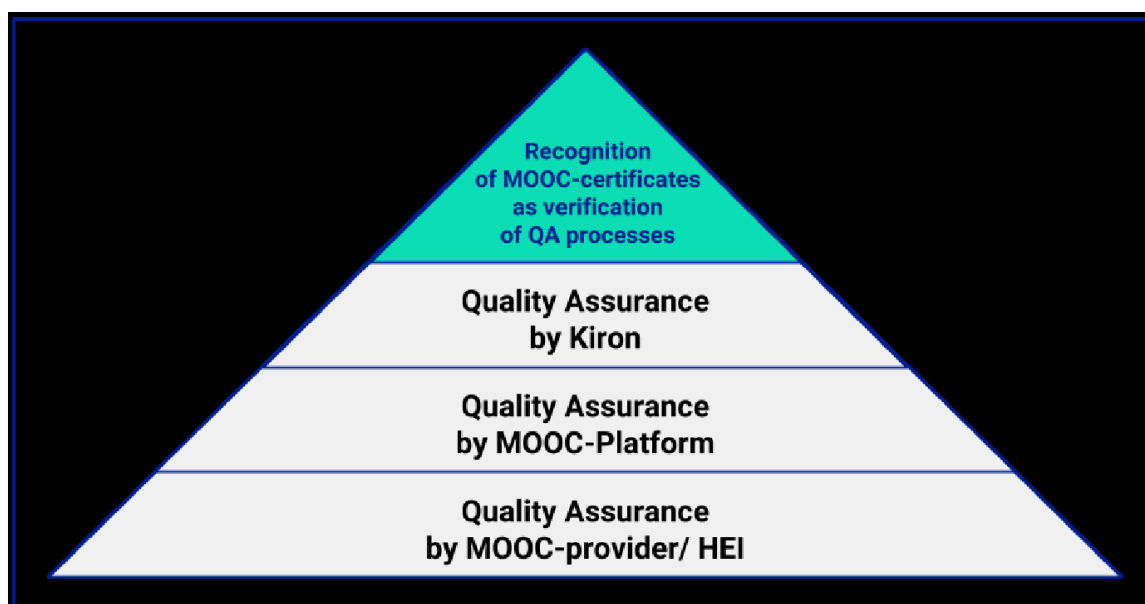 Recognition
of MOOC-certificates
as verification
of QA processes
Quality Assurance
by Kiron
Quality Assurance
by MOOC-Platform
Quality Assurance
by MOOC-provider/ HEI